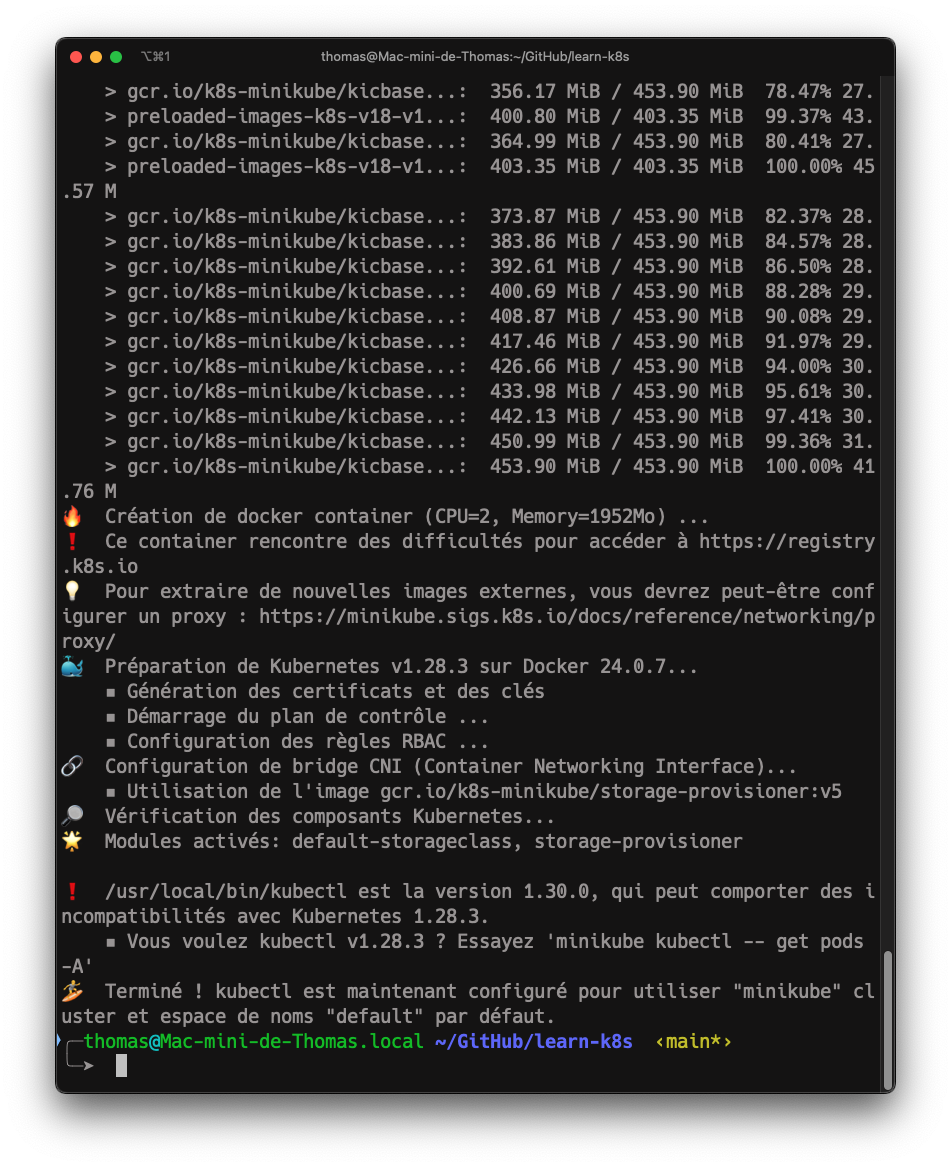 ⌥⌘1
thomas@Mac-mini-de-Thomas:~/GitHub/learn-k8s
> gcr.io/k8s-minikube/kicbase...:  356.17 MiB / 453.90 MiB  78.47% 27.
> preloaded-images-k8s-v18-v1...:  400.80 MiB / 403.35 MiB  99.37% 43.
> gcr.io/k8s-minikube/kicbase...:  364.99 MiB / 453.90 MiB  80.41% 27.
> preloaded-images-k8s-v18-v1...:  403.35 MiB / 403.35 MiB  100.00% 45
.57 M
> gcr.io/k8s-minikube/kicbase...:  373.87 MiB / 453.90 MiB  82.37% 28.
> gcr.io/k8s-minikube/kicbase...:  383.86 MiB / 453.90 MiB  84.57% 28.
> gcr.io/k8s-minikube/kicbase...:  392.61 MiB / 453.90 MiB  86.50% 28.
> gcr.io/k8s-minikube/kicbase...:  400.69 MiB / 453.90 MiB  88.28% 29.
> gcr.io/k8s-minikube/kicbase...:  408.87 MiB / 453.90 MiB  90.08% 29.
> gcr.io/k8s-minikube/kicbase...:  417.46 MiB / 453.90 MiB  91.97% 29.
> gcr.io/k8s-minikube/kicbase...:  426.66 MiB / 453.90 MiB  94.00% 30.
> gcr.io/k8s-minikube/kicbase...:  433.98 MiB / 453.90 MiB  95.61% 30.
> gcr.io/k8s-minikube/kicbase...:  442.13 MiB / 453.90 MiB  97.41% 30.
> gcr.io/k8s-minikube/kicbase...:  450.99 MiB / 453.90 MiB  99.36% 31.
> gcr.io/k8s-minikube/kicbase...:  453.90 MiB / 453.90 MiB  100.00% 41
.76 M
🔥  Création de docker container (CPU=2, Memory=1952Mo) ...
❗  Ce container rencontre des difficultés pour accéder à https://registry
.k8s.io
💡  Pour extraire de nouvelles images externes, vous devrez peut-être conf
igurer un proxy : https://minikube.sigs.k8s.io/docs/reference/networking/p
roxy/
🐳  Préparation de Kubernetes v1.28.3 sur Docker 24.0.7...
▪ Génération des certificats et des clés
▪ Démarrage du plan de contrôle ...
▪ Configuration des règles RBAC ...
🔗  Configuration de bridge CNI (Container Networking Interface)...
▪ Utilisation de l'image gcr.io/k8s-minikube/storage-provisioner:v5
🔎  Vérification des composants Kubernetes...
🌟  Modules activés: default-storageclass, storage-provisioner
❗  /usr/local/bin/kubectl est la version 1.30.0, qui peut comporter des i
ncompatibilités avec Kubernetes 1.28.3.
▪ Vous voulez kubectl v1.28.3 ? Essayez 'minikube kubectl -- get pods
-A'
🏄  Terminé ! kubectl est maintenant configuré pour utiliser "minikube" cl
uster et espace de noms "default" par défaut.
╭─thomas@Mac-mini-de-Thomas.local ~/GitHub/learn-k8s  ‹main*›
╰─➤